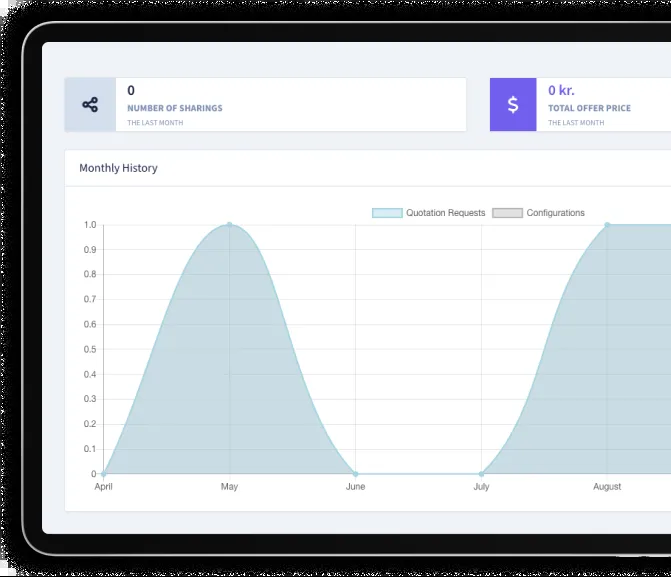 0
NUMBER OF SHARINGS
THE LAST MONTH
0 kr.
TOTAL OFFER PRICE
THE LAST MONTH
Monthly History
Quotation Requests Configurations
1.0
0.9
0.8
0.7
0.6
0.5
0.4
0.3
0.2
0.1
0
April May June July August